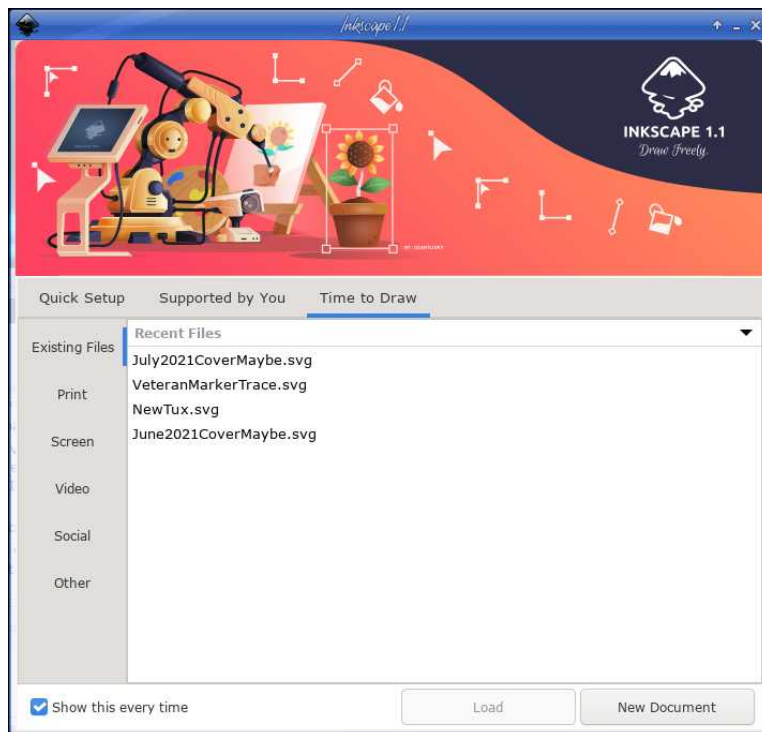 Inkscape 1.1
INKSCAPE 1.1
Draw Freely.
Quick Setup
Supported by You
Time to Draw
Existing Files
Print
Screen
Video
Social
Other
Recent Files
July2021CoverMaybe.svg
VeteranMarkerTrace.svg
NewTux.svg
June2021CoverMaybe.svg
Show this every time
Load
New Document